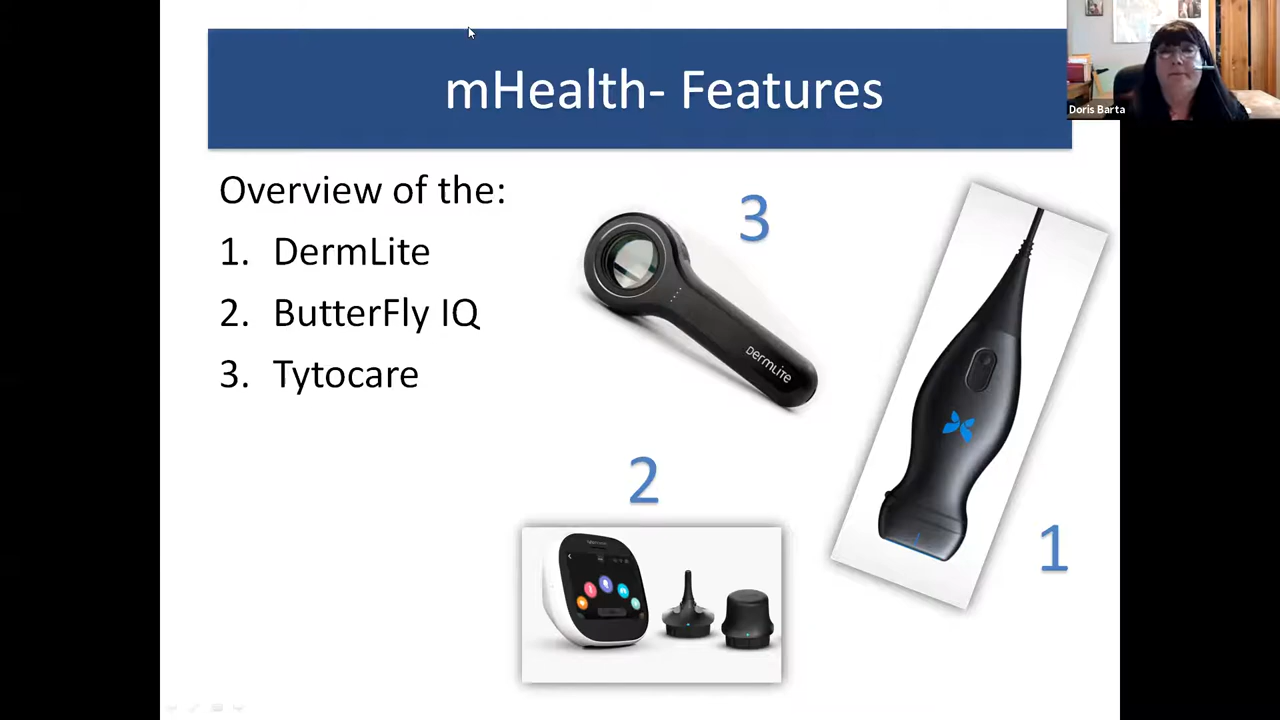 mHealth- Features
Doris Barta
Overview of the:
1. DermLite
2. ButterFly IQ
3. Tytocare
3
DermLite
2
1